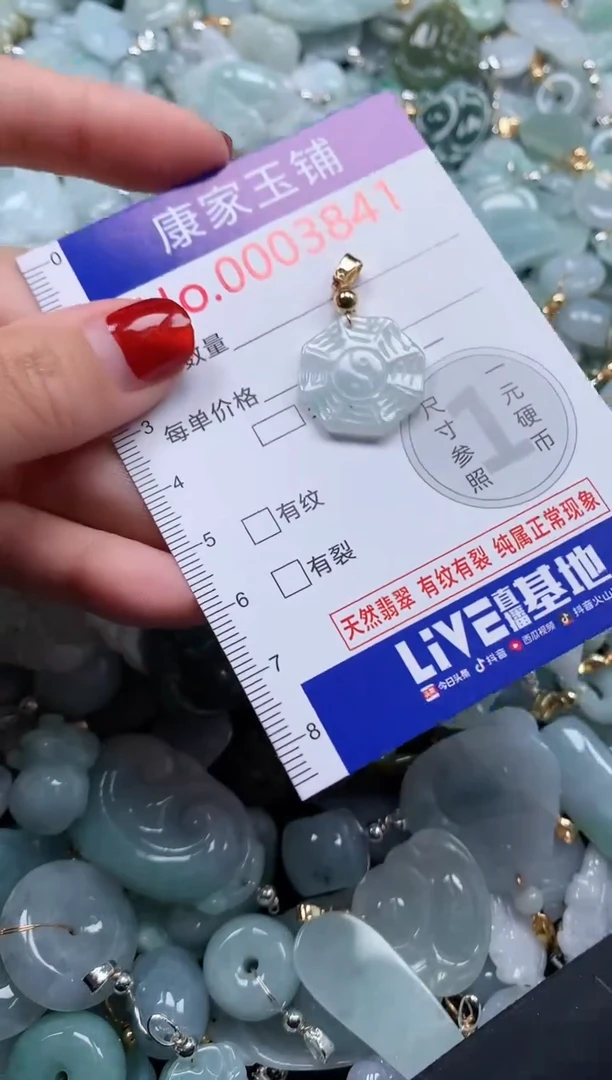 康家玉铺
No.0003841
0
数量
3
每单价格
尺寸参照
1
一元硬币
4
有纹
5
有裂
6
天然翡翠 有纹有裂 纯属正常现象
7
LiVE直播基地
今日头条 抖音 西瓜视频 抖音火山
8